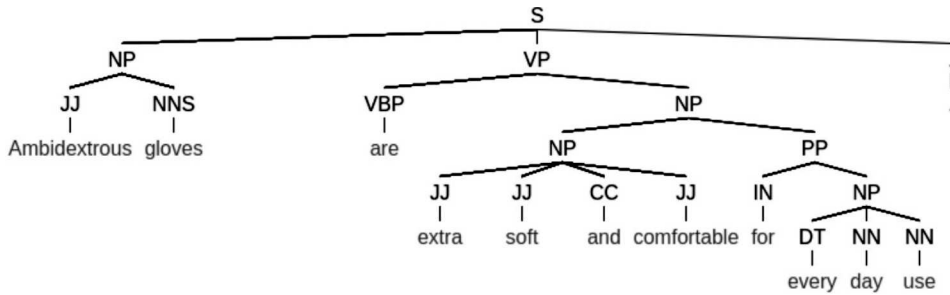 S
NP VP
JJ NNS VBP NP
Ambidextrous gloves are NP PP
JJ JJ CC JJ IN NP
extra soft and comfortable for DT NN NN
every day use